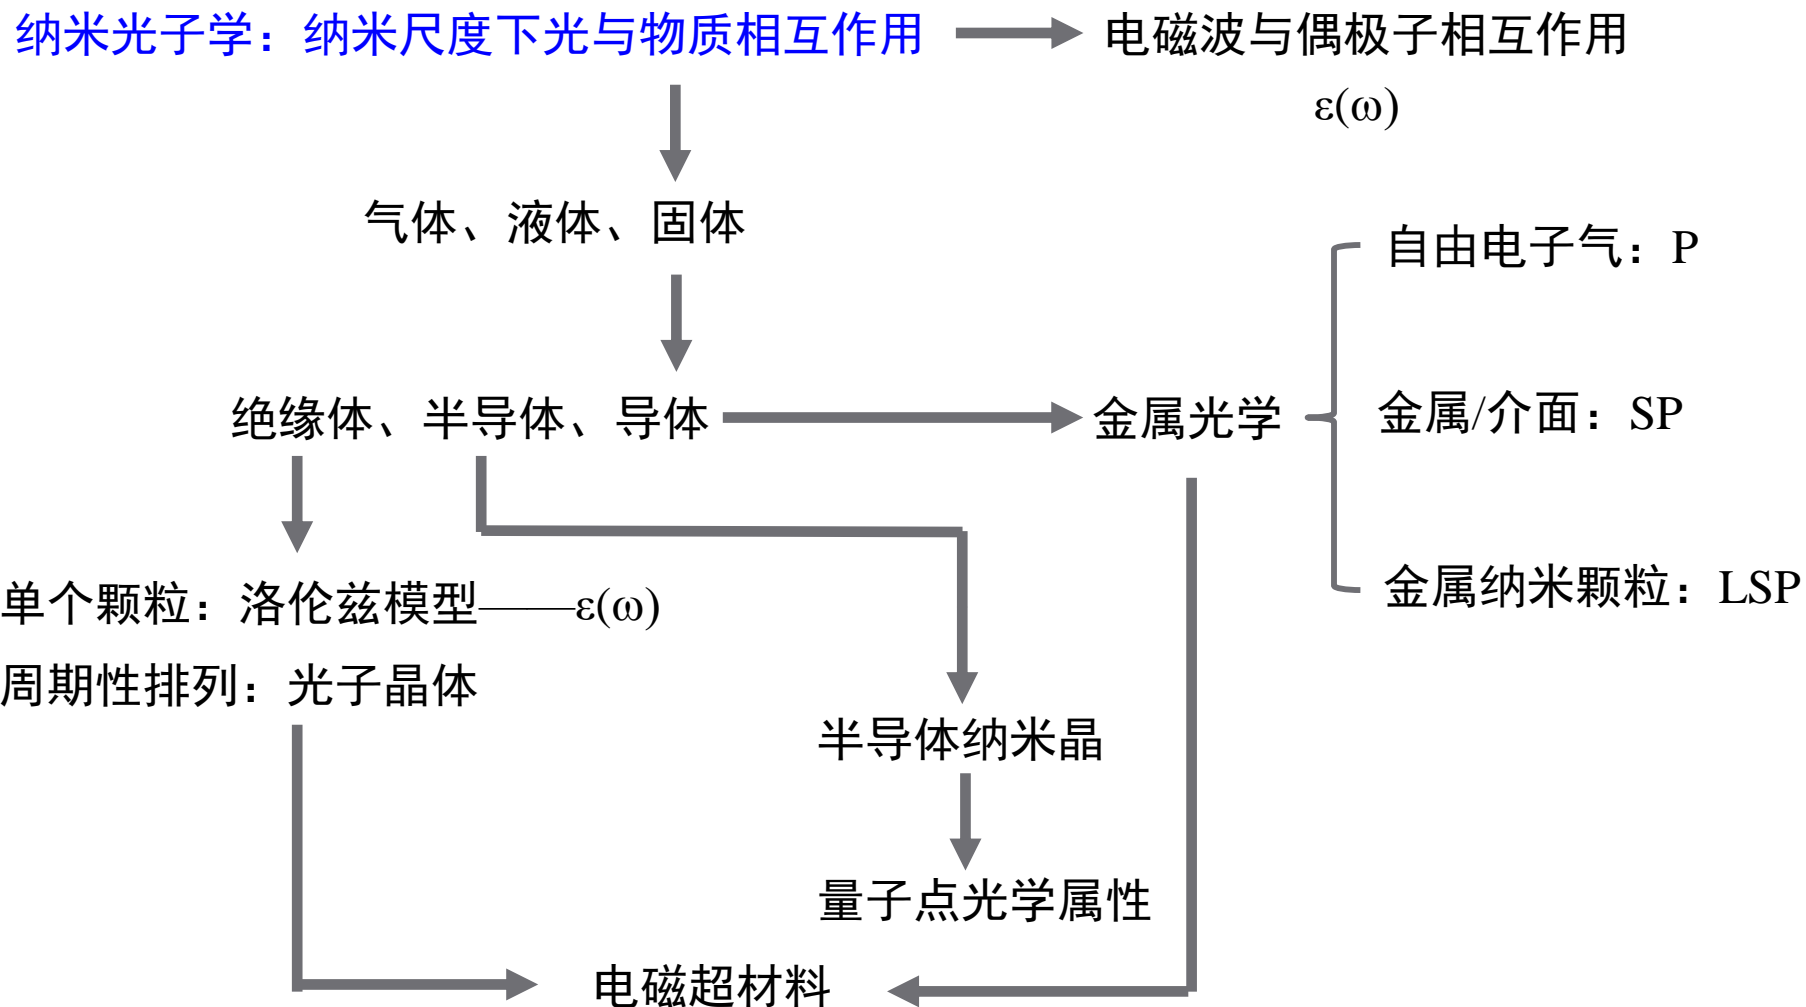 纳米光子学：纳米尺度下光与物质相互作用
电磁波与偶极子相互作用
ε(ω)
气体、液体、固体
自由电子气：P
绝缘体、半导体、导体
金属光学
金属/介面：SP
单个颗粒：洛伦兹模型——ε(ω)
金属纳米颗粒：LSP
周期性排列：光子晶体
半导体纳米晶
量子点光学属性
电磁超材料